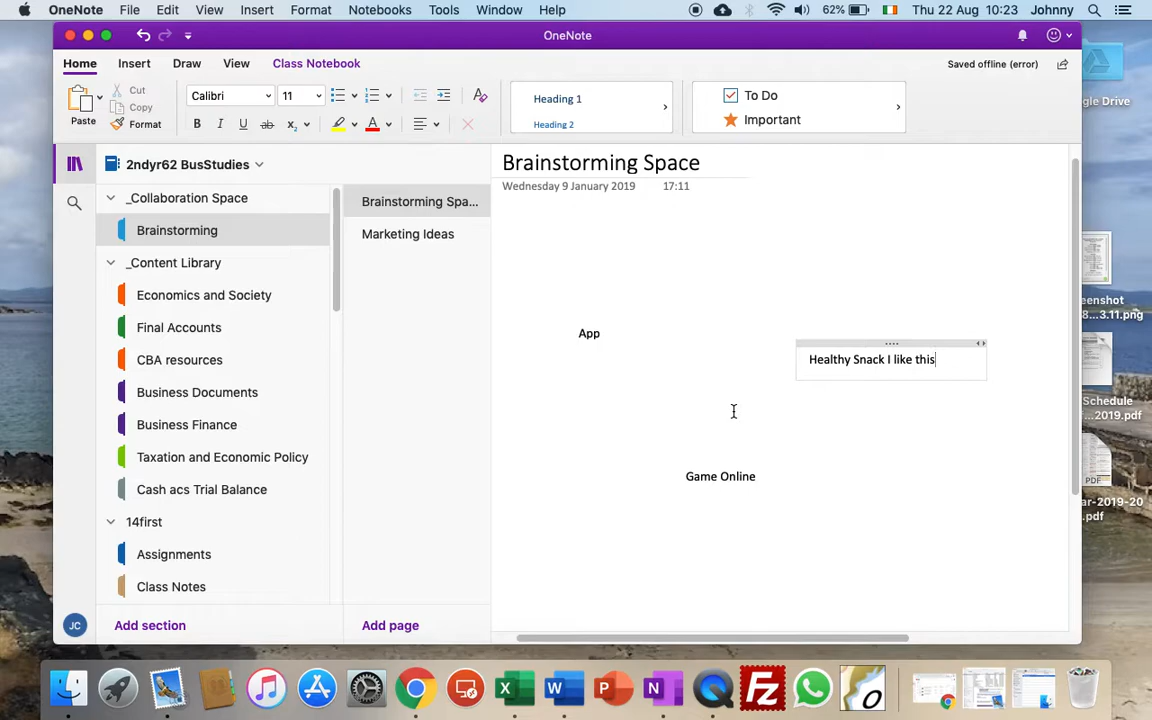 OneNote File Edit View Insert Format Notebooks Tools Window Help 62% Thu 22 Aug 10:23 Johnny
OneNote
Home Insert Draw View Class Notebook Saved offline (error)
Paste Cut Copy Format Calibri 11 Heading 1 Heading 2 To Do Important
2ndyr62 BusStudies
_Collaboration Space
Brainstorming
_Content Library
Economics and Society
Final Accounts
CBA resources
Business Documents
Business Finance
Taxation and Economic Policy
Cash acs Trial Balance
14first
Assignments
Class Notes
Add section
Brainstorming Spa...
Marketing Ideas
Add page
Brainstorming Space
Wednesday 9 January 2019 17:11
App
Healthy Snack I like this
Game Online
gle Drive
eenshot
8...3.11.png
Schedule
...2019.pdf
PDF
ar-2019-20
.pdf
JC